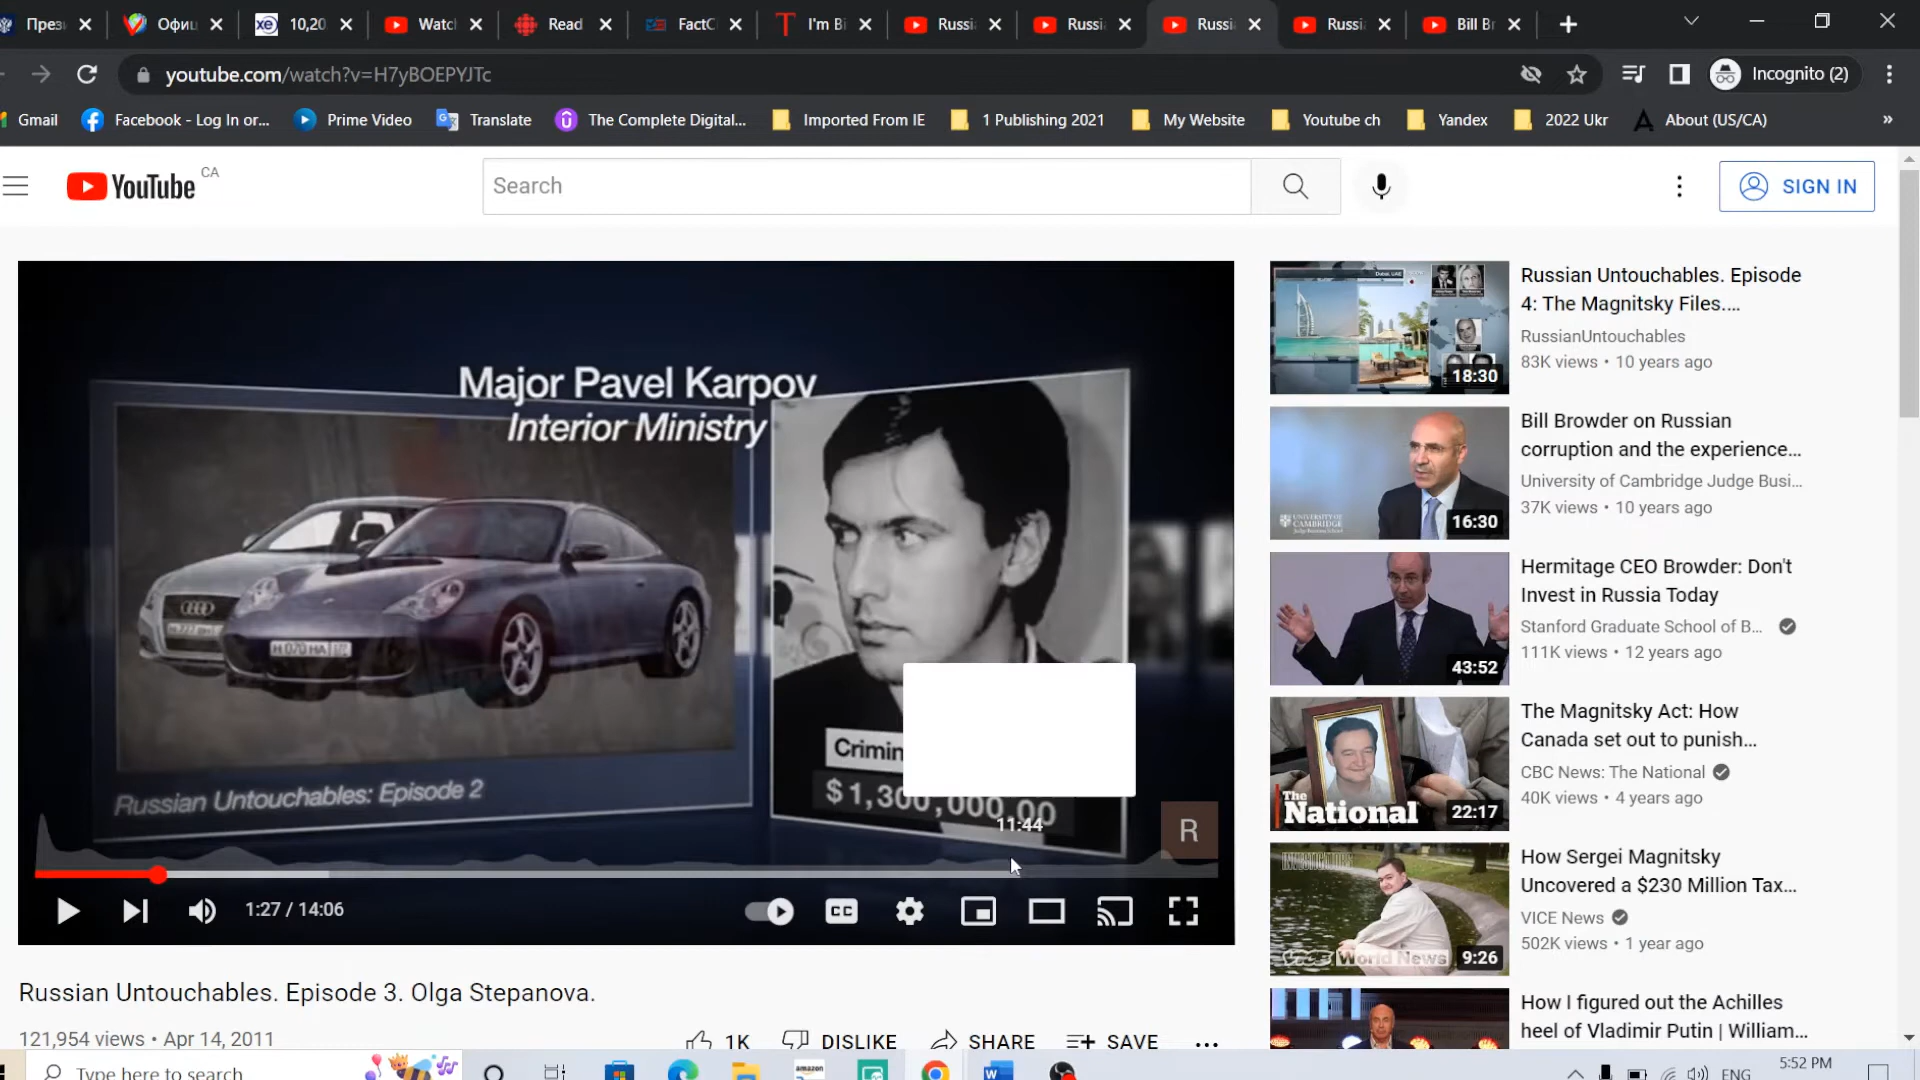 През
Офиц
10,20
Watc
Read
FactC
I'm Bi
Russi
Russi
Russi
Russi
Bill Br
youtube.com/watch?v=H7yBOEPYJTc
Incognito (2)
Gmail
Facebook - Log In or...
Prime Video
Translate
The Complete Digital...
Imported From IE
1 Publishing 2021
My Website
Youtube ch
Yandex
2022 Ukr
About (US/CA)
»
YouTube CA
Search
SIGN IN
Major Pavel Karpov
Interior Ministry
Russian Untouchables: Episode 2
Crimin
$1,300,000.00
11:44
R
1:27 / 14:06
CC
Russian Untouchables. Episode 3. Olga Stepanova.
121,954 views • Apr 14, 2011
1K
DISLIKE
SHARE
SAVE
18:30
Russian Untouchables. Episode
4: The Magnitsky Files....
RussianUntouchables
83K views • 10 years ago
UNIVERSITY OF
CAMBRIDGE
16:30
Bill Browder on Russian
corruption and the experience...
University of Cambridge Judge Busi...
37K views • 10 years ago
43:52
Hermitage CEO Browder: Don't
Invest in Russia Today
Stanford Graduate School of B...
111K views • 12 years ago
The
National
22:17
The Magnitsky Act: How
Canada set out to punish...
CBC News: The National
40K views • 4 years ago
World News
9:26
How Sergei Magnitsky
Uncovered a $230 Million Tax...
VICE News
502K views • 1 year ago
How I figured out the Achilles
heel of Vladimir Putin | William...
Type here to search
amazon
ENG
5:52 PM